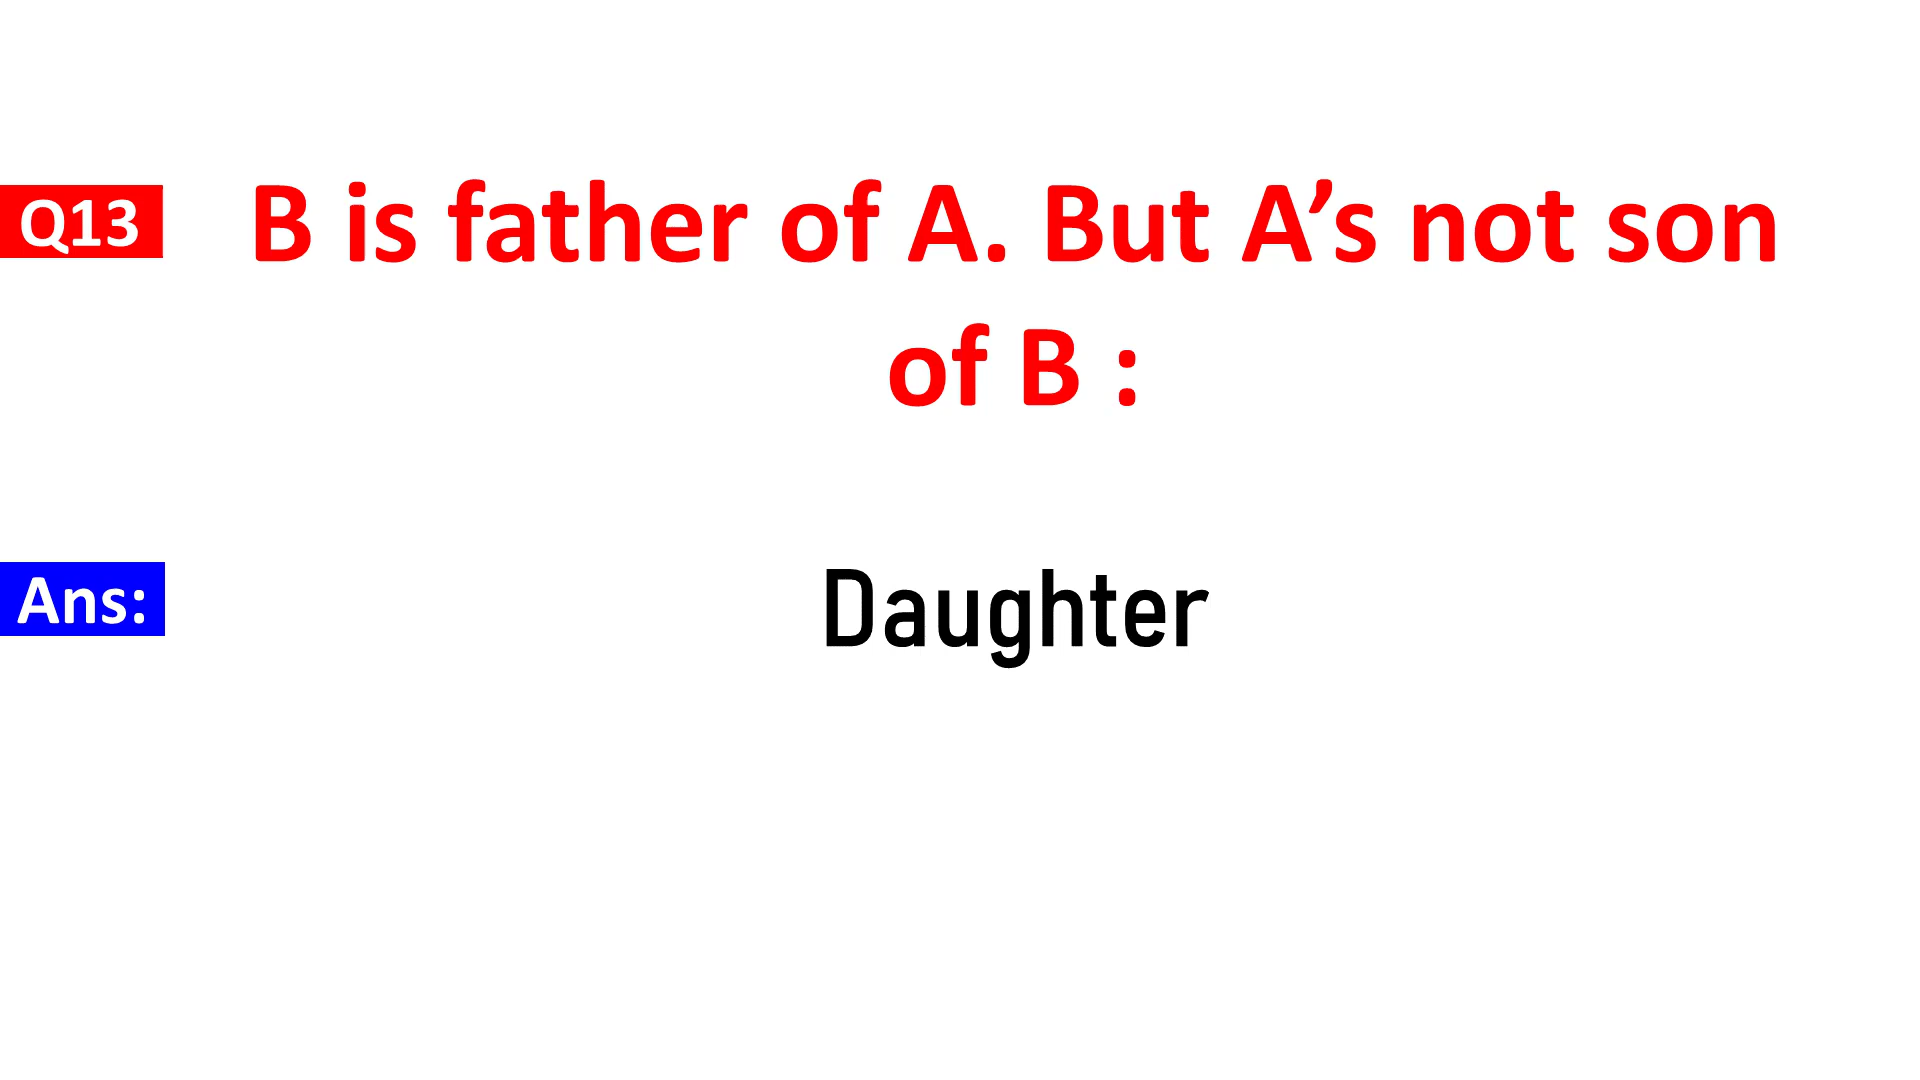 Q13
B is father of A. But A’s not son
of B :
Ans:
Daughter